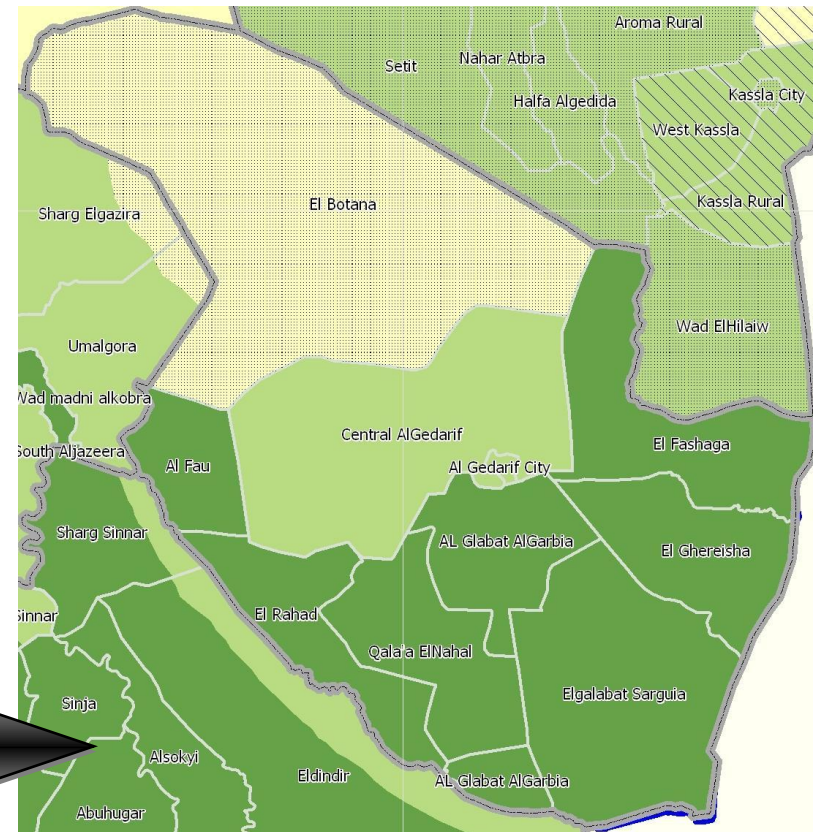 Aroma Rural
Setit
Nahar Atbra
Halfa Algedida
Kassla City
West Kassla
Kassla Rural
El Botana
Sharg Elgazira
Wad ElHilaiw
Umalgora
Wad madni alkobra
South Aljazeera
Al Fau
Central AlGedarif
Al Gedarif City
El Fashaga
Sharg Sinnar
AL Glabat AlGarbia
El Ghereisha
Sinnar
El Rahad
Qala'a ElNahal
Sinja
Elgalabat Sarguia
Alsokyi
Eldindir
AL Glabat AlGarbia
Abuhugar